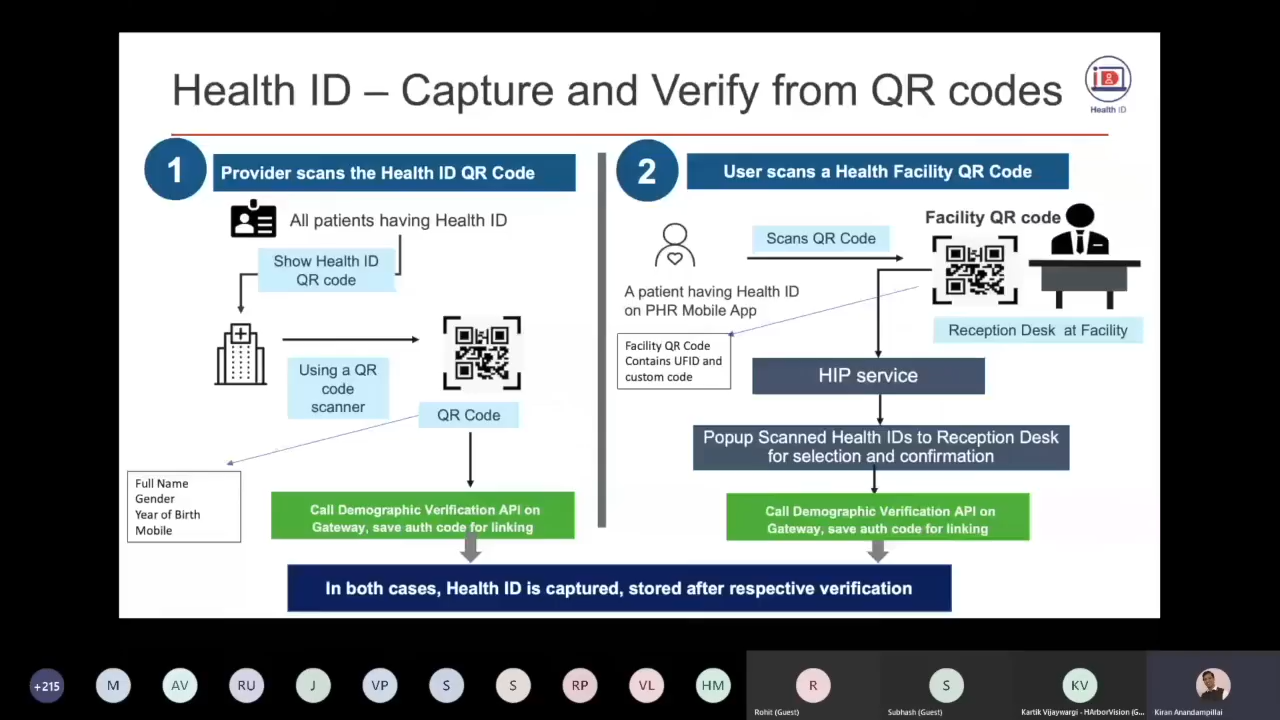 Health ID – Capture and Verify from QR codes
Health ID
1
Provider scans the Health ID QR Code
All patients having Health ID
Show Health ID
QR code
Using a QR
code
scanner
QR Code
Full Name
Gender
Year of Birth
Mobile
Call Demographic Verification API on
Gateway, save auth code for linking
2
User scans a Health Facility QR Code
Scans QR Code
Facility QR code
A patient having Health ID
on PHR Mobile App
Reception Desk at Facility
Facility QR Code
Contains UFID and
custom code
HIP service
Popup Scanned Health IDs to Reception Desk
for selection and confirmation
Call Demographic Verification API on
Gateway, save auth code for linking
In both cases, Health ID is captured, stored after respective verification
+215
M
AV
RU
J
VP
S
S
RP
VL
HM
R
Rohit (Guest)
S
Subhash (Guest)
KV
Kartik Vijaywargi - HArborVision (G...
Kiran Anandampillai